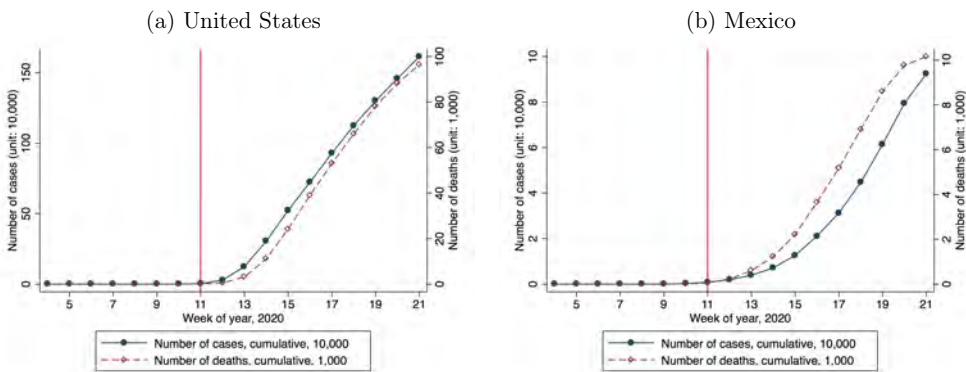 (a) United States
(b) Mexico
Number of cases (unit: 10,000)
150
100
50
0
5 7 9 11 13 15 17 19 21
Week of year, 2020
100
80
60
40
20
0
Number of deaths (unit: 1,000)
Number of cases, cumulative, 10,000
Number of deaths, cumulative, 1,000
Number of cases (unit: 10,000)
10
8
6
4
2
0
5 7 9 11 13 15 17 19 21
Week of year, 2020
10
8
6
4
2
0
Number of deaths (unit: 1,000)
Number of cases, cumulative, 10,000
Number of deaths, cumulative, 1,000